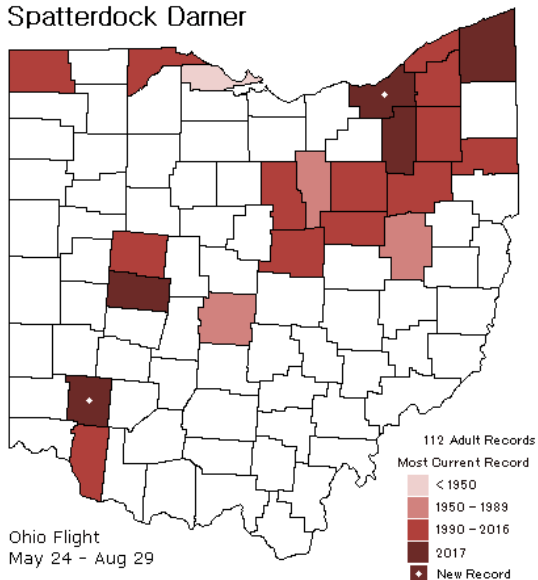 Spatterdock Darner
112 Adult Records
Most Current Record
< 1950
1950 - 1989
1990 - 2016
2017
New Record
Ohio Flight
May 24 - Aug 29